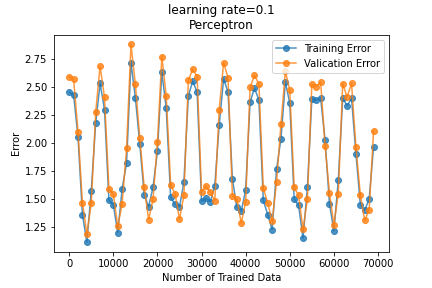 learning rate=0.1
Perceptron
Training Error
Valication Error
2.75
2.50
2.25
2.00
1.75
1.50
1.25
Error
0 10000 20000 30000 40000 50000 60000 70000
Number of Trained Data